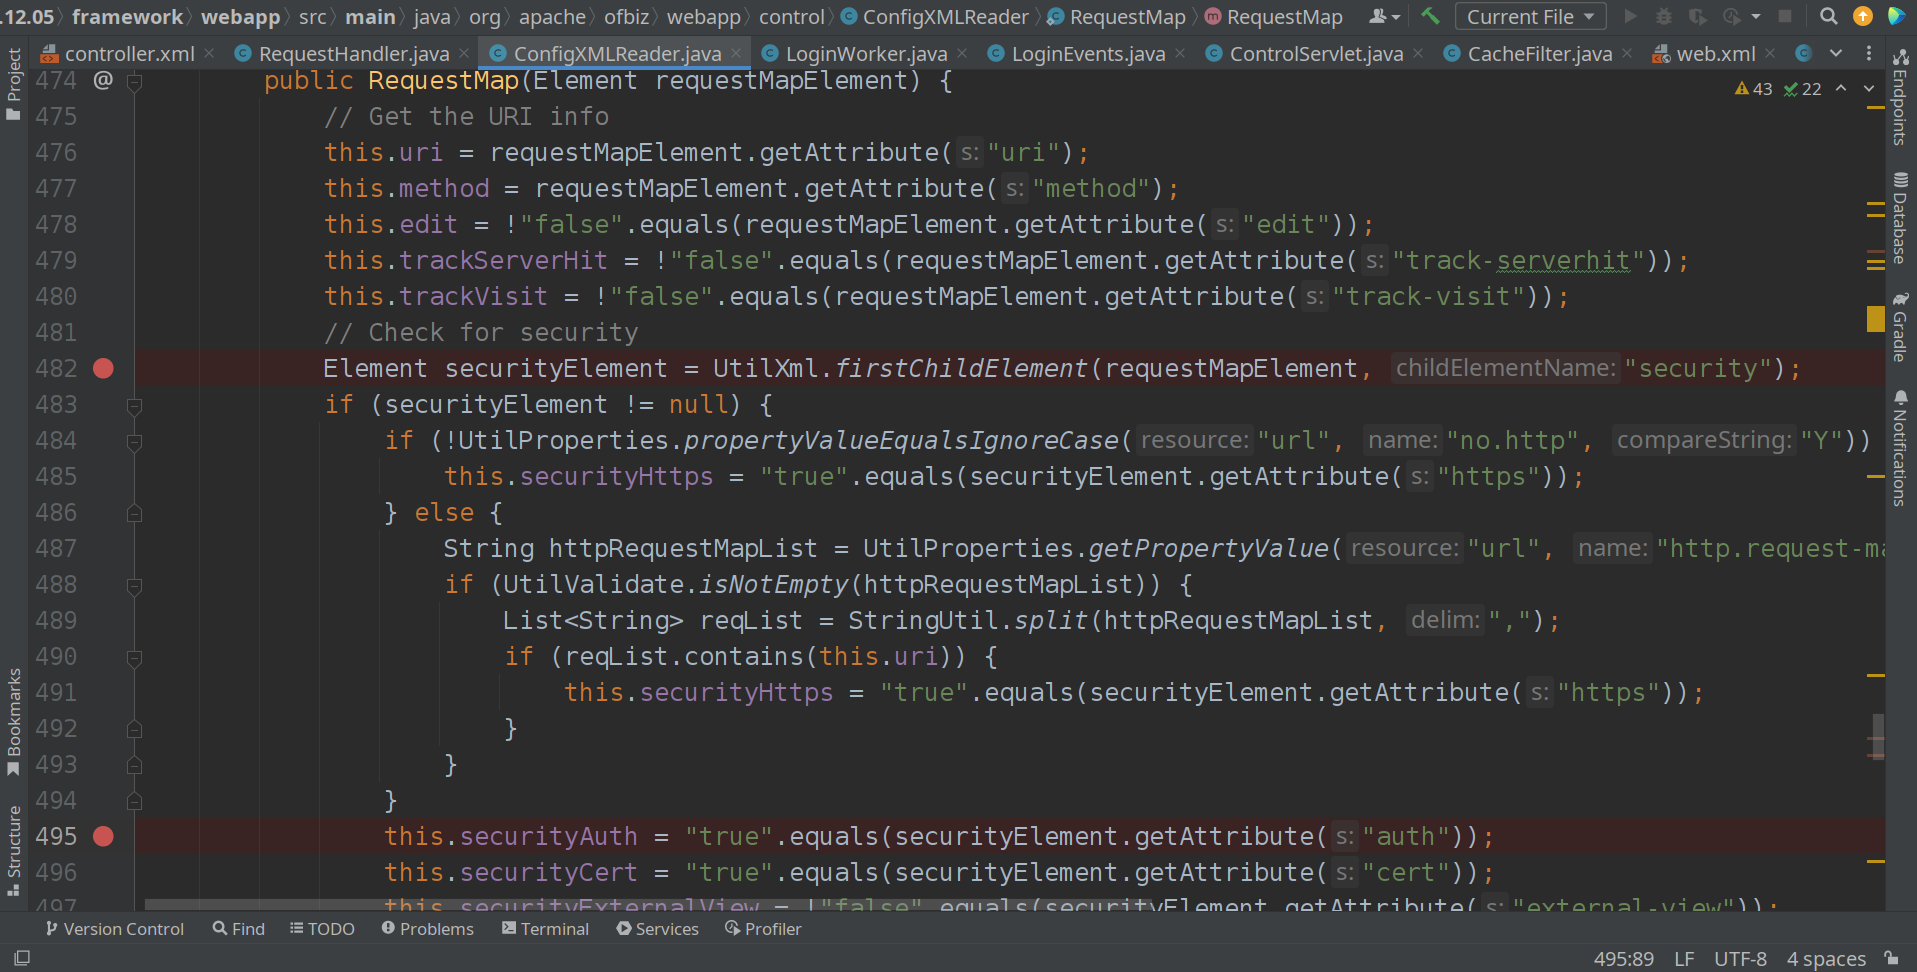 .12.05 framework webapp src main java org apache ofbiz webapp control ConfigXMLReader RequestMap RequestMap Current File
controller.xml RequestHandler.java ConfigXMLReader.java LoginWorker.java LoginEvents.java ControlServlet.java CacheFilter.java web.xml
Project
Bookmarks
Structure
43 22
474 @ public RequestMap(Element requestMapElement) {
475 // Get the URI info
476 this.uri = requestMapElement.getAttribute( s: "uri");
477 this.method = requestMapElement.getAttribute( s: "method");
478 this.edit = !"false".equals(requestMapElement.getAttribute( s: "edit"));
479 this.trackServerHit = !"false".equals(requestMapElement.getAttribute( s: "track-serverhit"));
480 this.trackVisit = !"false".equals(requestMapElement.getAttribute( s: "track-visit"));
481 // Check for security
482 Element securityElement = UtilXml.firstChildElement(requestMapElement, childElementName: "security");
483 if (securityElement != null) {
484 if (!UtilProperties.propertyValueEqualsIgnoreCase( resource: "url", name: "no.http", compareString: "Y"))
485 this.securityHttps = "true".equals(securityElement.getAttribute( s: "https"));
486 } else {
487 String httpRequestMapList = UtilProperties.getPropertyValue( resource: "url", name: "http.request-ma
488 if (UtilValidate.isNotEmpty(httpRequestMapList)) {
489 List<String> reqList = StringUtil.split(httpRequestMapList, delim: ",");
490 if (reqList.contains(this.uri)) {
491 this.securityHttps = "true".equals(securityElement.getAttribute( s: "https"));
492 }
493 }
494 }
495 this.securityAuth = "true".equals(securityElement.getAttribute( s: "auth"));
496 this.securityCert = "true".equals(securityElement.getAttribute( s: "cert"));
497 this.securityExternalView = !"false".equals(securityElement.getAttribute( s: "external-view"));
Endpoints
Database
Gradle
Notifications
Version Control Find TODO Problems Terminal Services Profiler
495:89 LF UTF-8 4 spaces